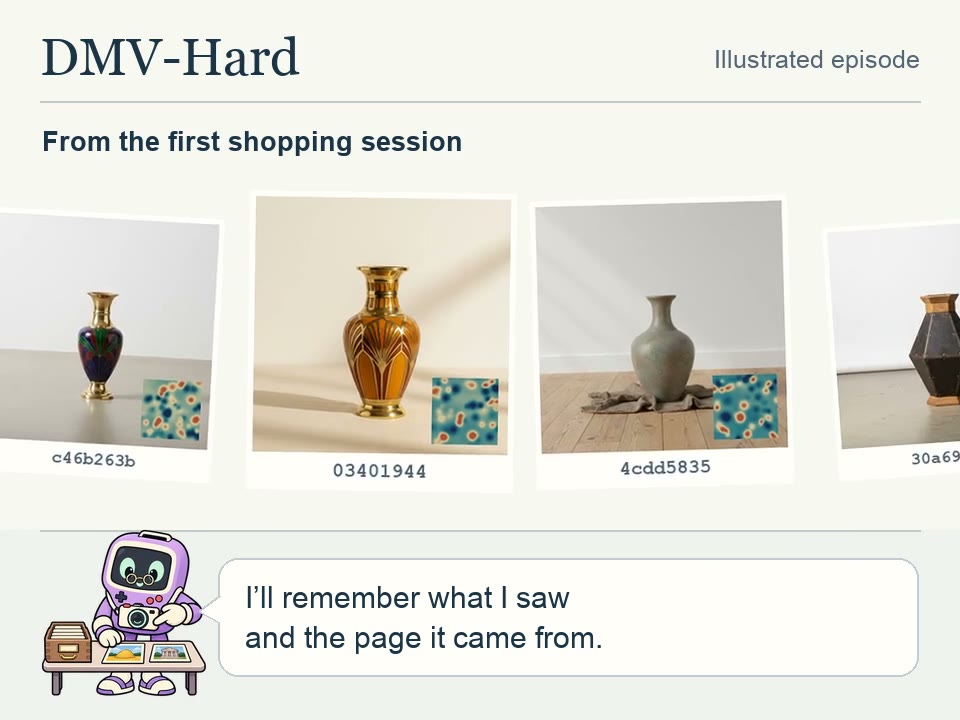 DMV-Hard
Illustrated episode
From the first shopping session
c46b263b
03401944
4cdd5835
30a69
I’ll remember what I saw
and the page it came from.